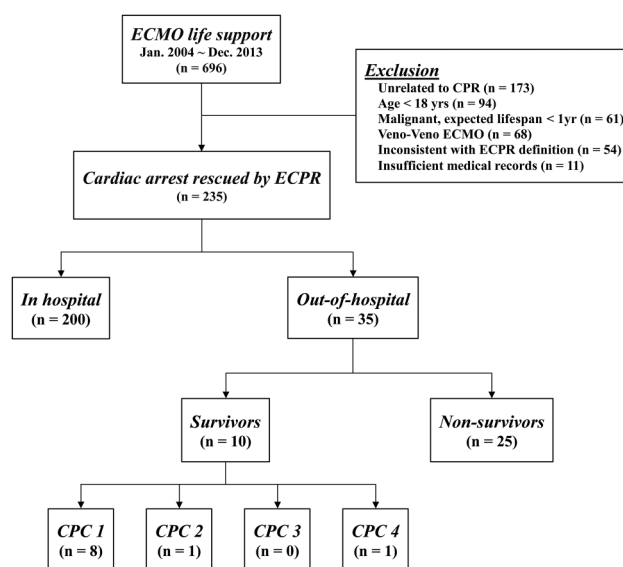 ECMO life support
Jan. 2004 ~ Dec. 2013
(n = 696)
Exclusion
Unrelated to CPR (n = 173)
Age < 18 yrs (n = 94)
Malignant, expected lifespan < 1yr (n = 61)
Veno-Veno ECMO (n = 68)
Inconsistent with ECPR definition (n = 54)
Insufficient medical records (n = 11)
Cardiac arrest rescued by ECPR
(n = 235)
In hospital
(n = 200)
Out-of-hospital
(n = 35)
Survivors
(n = 10)
Non-survivors
(n = 25)
CPC 1
(n = 8)
CPC 2
(n = 1)
CPC 3
(n = 0)
CPC 4
(n = 1)